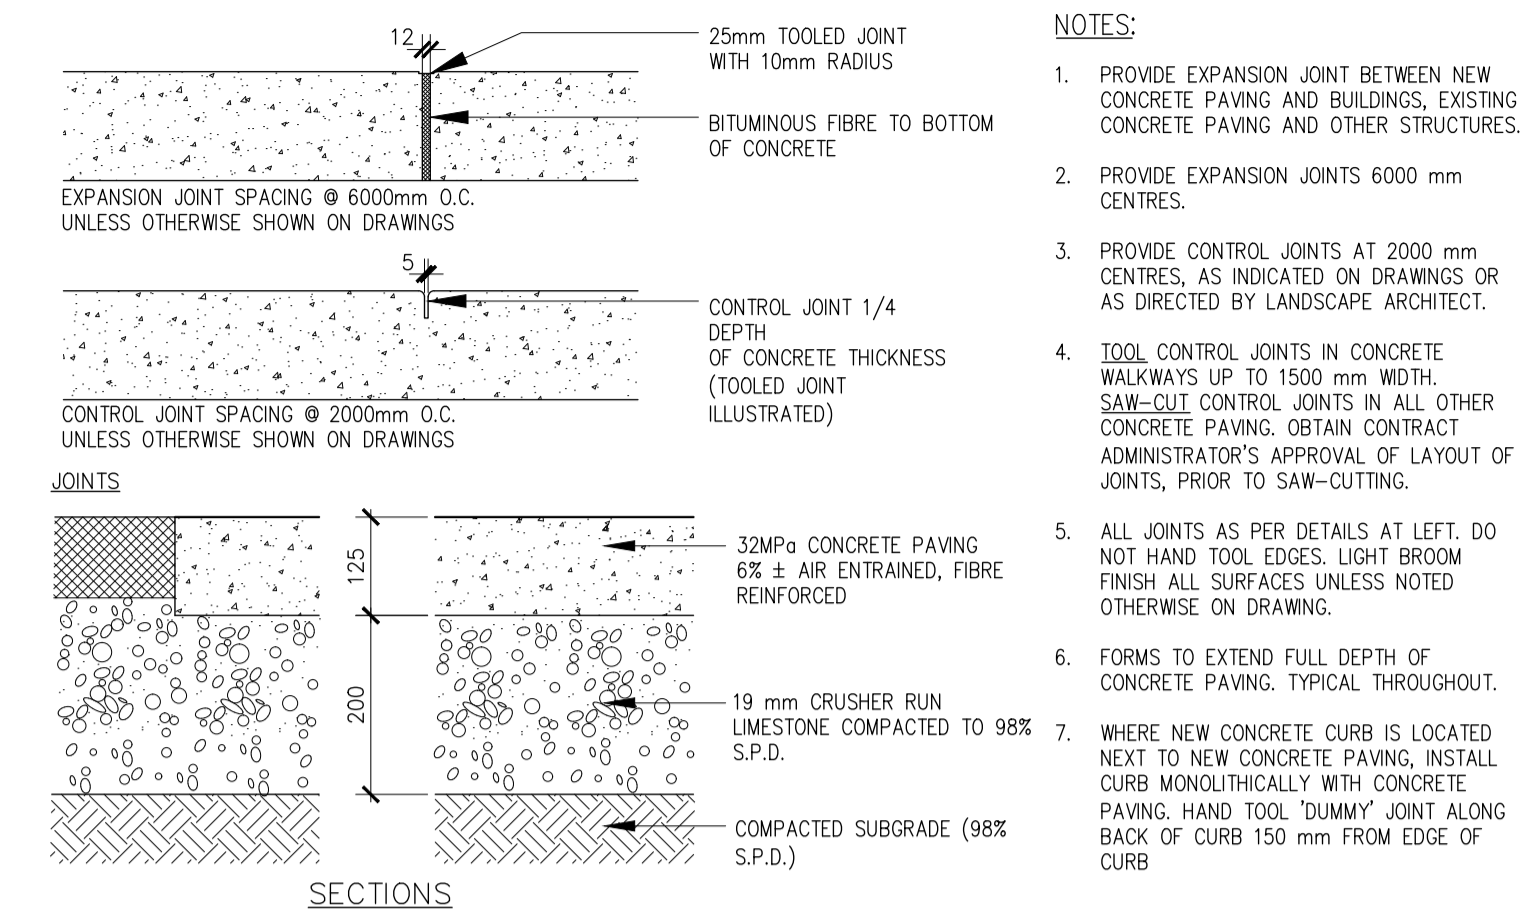 12
25mm TOOLED JOINT
WITH 10mm RADIUS
BITUMINOUS FIBRE TO BOTTOM
OF CONCRETE
EXPANSION JOINT SPACING @ 6000mm O.C.
UNLESS OTHERWISE SHOWN ON DRAWINGS
5
CONTROL JOINT 1/4
DEPTH
OF CONCRETE THICKNESS
(TOOLED JOINT
ILLUSTRATED)
CONTROL JOINT SPACING @ 2000mm O.C.
UNLESS OTHERWISE SHOWN ON DRAWINGS
JOINTS
125
200
32MPa CONCRETE PAVING
6% ± AIR ENTRAINED, FIBRE
REINFORCED
19 mm CRUSHER RUN
LIMESTONE COMPACTED TO 98%
S.P.D.
COMPACTED SUBGRADE (98%
S.P.D.)
SECTIONS
NOTES:
1. PROVIDE EXPANSION JOINT BETWEEN NEW
CONCRETE PAVING AND BUILDINGS, EXISTING
CONCRETE PAVING AND OTHER STRUCTURES.
2. PROVIDE EXPANSION JOINTS 6000 mm
CENTRES.
3. PROVIDE CONTROL JOINTS AT 2000 mm
CENTRES, AS INDICATED ON DRAWINGS OR
AS DIRECTED BY LANDSCAPE ARCHITECT.
4. TOOL CONTROL JOINTS IN CONCRETE
WALKWAYS UP TO 1500 mm WIDTH.
SAW-CUT CONTROL JOINTS IN ALL OTHER
CONCRETE PAVING. OBTAIN CONTRACT
ADMINISTRATOR'S APPROVAL OF LAYOUT OF
JOINTS, PRIOR TO SAW-CUTTING.
5. ALL JOINTS AS PER DETAILS AT LEFT. DO
NOT HAND TOOL EDGES. LIGHT BROOM
FINISH ALL SURFACES UNLESS NOTED
OTHERWISE ON DRAWING.
6. FORMS TO EXTEND FULL DEPTH OF
CONCRETE PAVING. TYPICAL THROUGHOUT.
7. WHERE NEW CONCRETE CURB IS LOCATED
NEXT TO NEW CONCRETE PAVING, INSTALL
CURB MONOLITHICALLY WITH CONCRETE
PAVING. HAND TOOL 'DUMMY' JOINT ALONG
BACK OF CURB 150 mm FROM EDGE OF
CURB